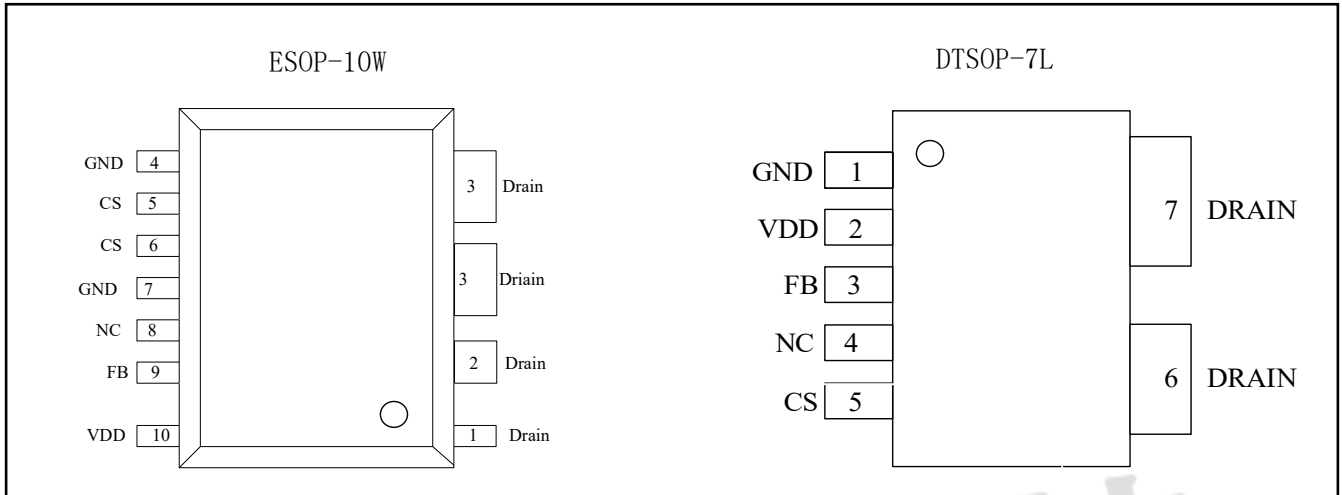 ESOP-10W
GND 4
CS 5
CS 6
GND 7
NC 8
FB 9
VDD 10
3 Drain
3 Driain
2 Drain
1 Drain
DTSOP-7L
GND 1
VDD 2
FB 3
NC 4
CS 5
7 DRAIN
6 DRAIN